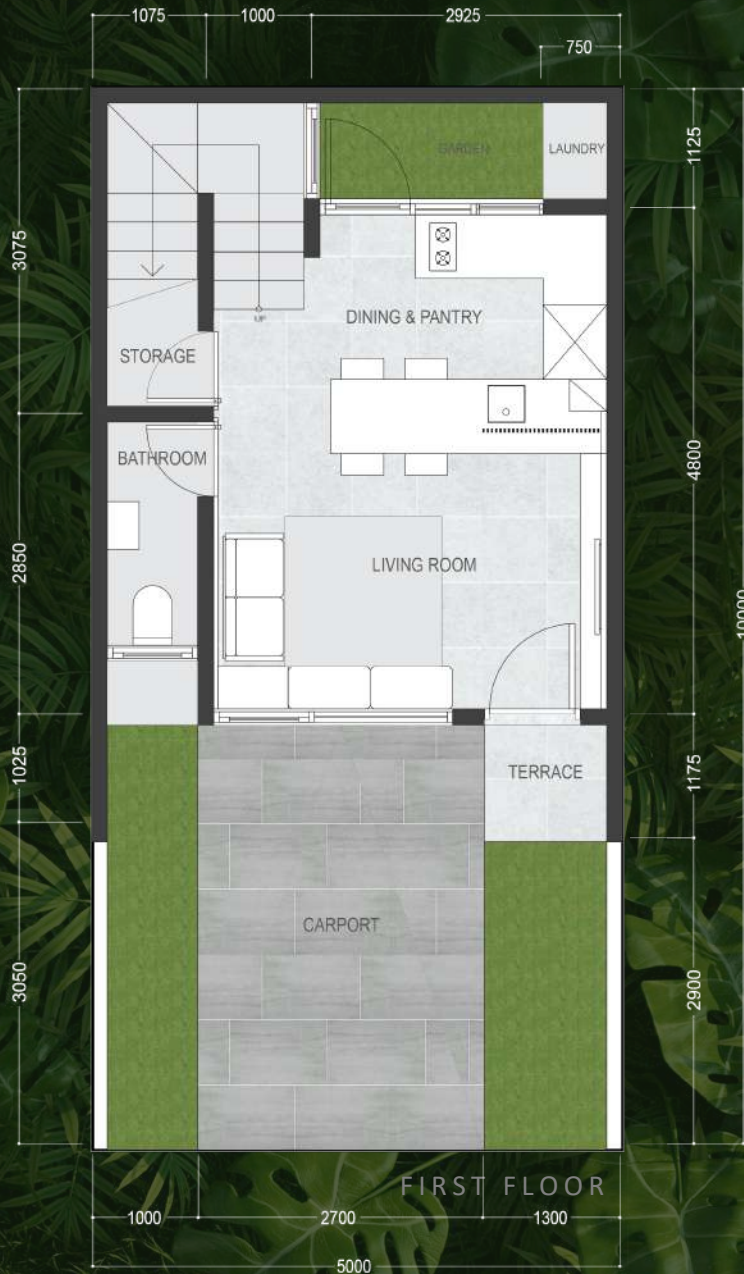 1075
1000
2925
750
GARDEN
LAUNDRY
1125
3075
DINING & PANTRY
UP
STORAGE
BATHROOM
4800
2850
LIVING ROOM
10000
TERRACE
1025
1175
CARPORT
3050
2900
FIRST FLOOR
1000
2700
1300
5000